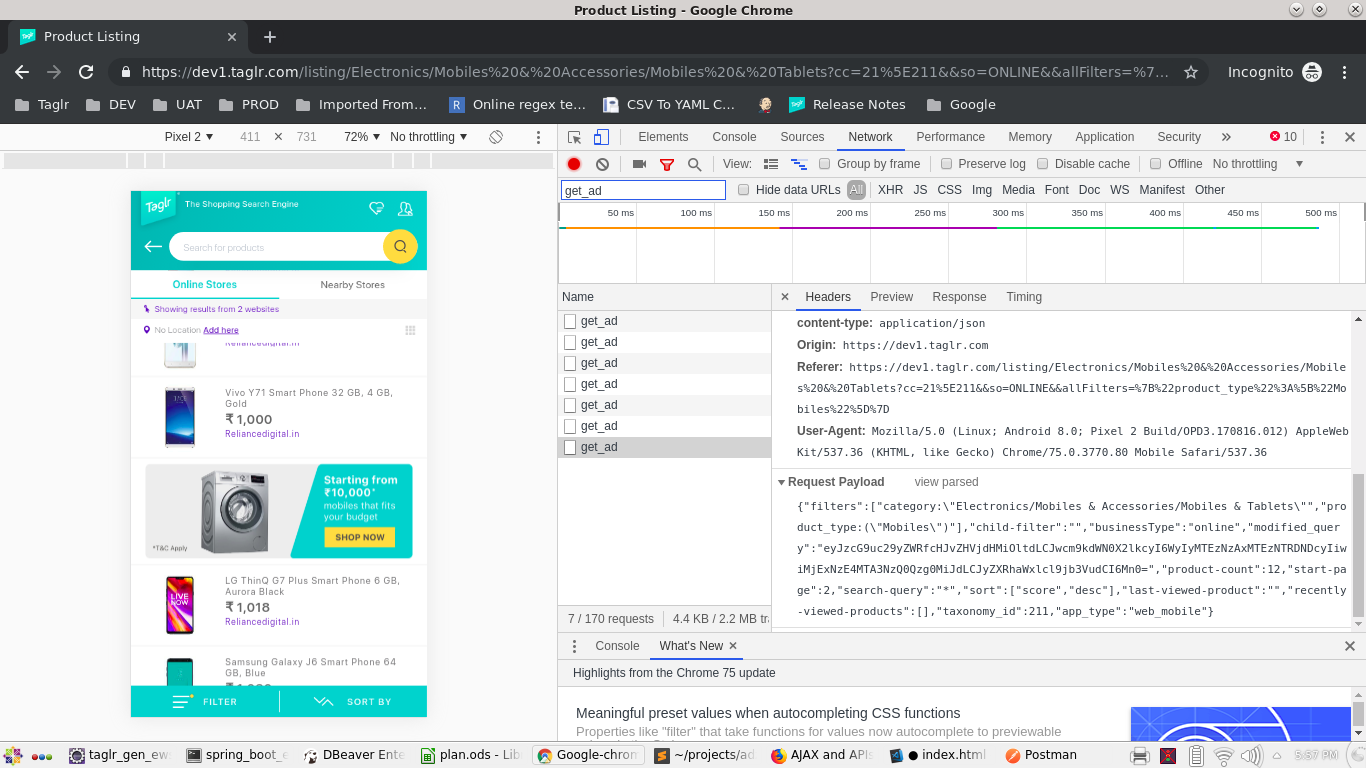 Product Listing - Google Chrome
Taglr Product Listing
https://dev1.taglr.com/listing/Electronics/Mobiles%20&%20Accessories/Mobiles%20&%20Tablets?cc=21%5E211&&so=ONLINE&&allFilters=%7... Incognito
Taglr DEV UAT PROD Imported From... R Online regex te... CSV To YAML C... Release Notes Google
Pixel 2 411 × 731 72% No throttling
Elements Console Sources Network Performance Memory Application Security 10
View: Group by frame Preserve log Disable cache Offline No throttling
get_ad Hide data URLs All XHR JS CSS Img Media Font Doc WS Manifest Other
50 ms 100 ms 150 ms 200 ms 250 ms 300 ms 350 ms 400 ms 450 ms 500 ms
Taglr The Shopping Search Engine
Search for products
Online Stores Nearby Stores
Showing results from 2 websites
No Location Add here
Reliancedigital.in
Vivo Y71 Smart Phone 32 GB, 4 GB,
Gold
₹ 1,000
Reliancedigital.in
Starting from
₹10,000*
mobiles that fits
your budget
SHOP NOW
*T&C Apply
LG ThinQ G7 Plus Smart Phone 6 GB,
Aurora Black
LIVE NOW
₹ 1,018
Reliancedigital.in
Samsung Galaxy J6 Smart Phone 64
GB, Blue
FILTER SORT BY
Name
get_ad
get_ad
get_ad
get_ad
get_ad
get_ad
get_ad
7 / 170 requests 4.4 KB / 2.2 MB tr
Headers Preview Response Timing
content-type: application/json
Origin: https://dev1.taglr.com
Referer: https://dev1.taglr.com/listing/Electronics/Mobiles%20&%20Accessories/Mobile
s%20&%20Tablets?cc=21%5E211&&so=ONLINE&&allFilters=%7B%22product_type%22%3A%5B%22Mo
biles%22%5D%7D
User-Agent: Mozilla/5.0 (Linux; Android 8.0; Pixel 2 Build/OPD3.170816.012) AppleWeb
Kit/537.36 (KHTML, like Gecko) Chrome/75.0.3770.80 Mobile Safari/537.36
Request Payload view parsed
{"filters":["category:\"Electronics/Mobiles & Accessories/Mobiles & Tablets\"","pro
duct_type:(\"Mobiles\")"],"child-filter":"","businessType":"online","modified_que
ry":"eyJzcG9uc29yZWRfcHJvZHVjdHMiOltdLCJwcm9kdWN0X2lkcyI6WyIyMTEzNzAxMTEzNTRDNDcyIiw
iMjExNzE4MTA3NzQ0Qzg0MiJdLCJyZXRhaWxlcl9jb3VudCI6Mn0=","product-count":12,"start-pa
ge":2,"search-query":"*","sort":["score","desc"],"last-viewed-product":"","recently
-viewed-products":[],"taxonomy_id":211,"app_type":"web_mobile"}
Console What's New
Highlights from the Chrome 75 update
Meaningful preset values when autocompleting CSS functions
Properties like "filter" that take functions for values now autocomplete to previewable
taglr_gen_ew spring_boot_e DBeaver Ente plan.ods - Lib Google-chrom ~/projects/ad AJAX and APIs index.html Postman 5:57 PM